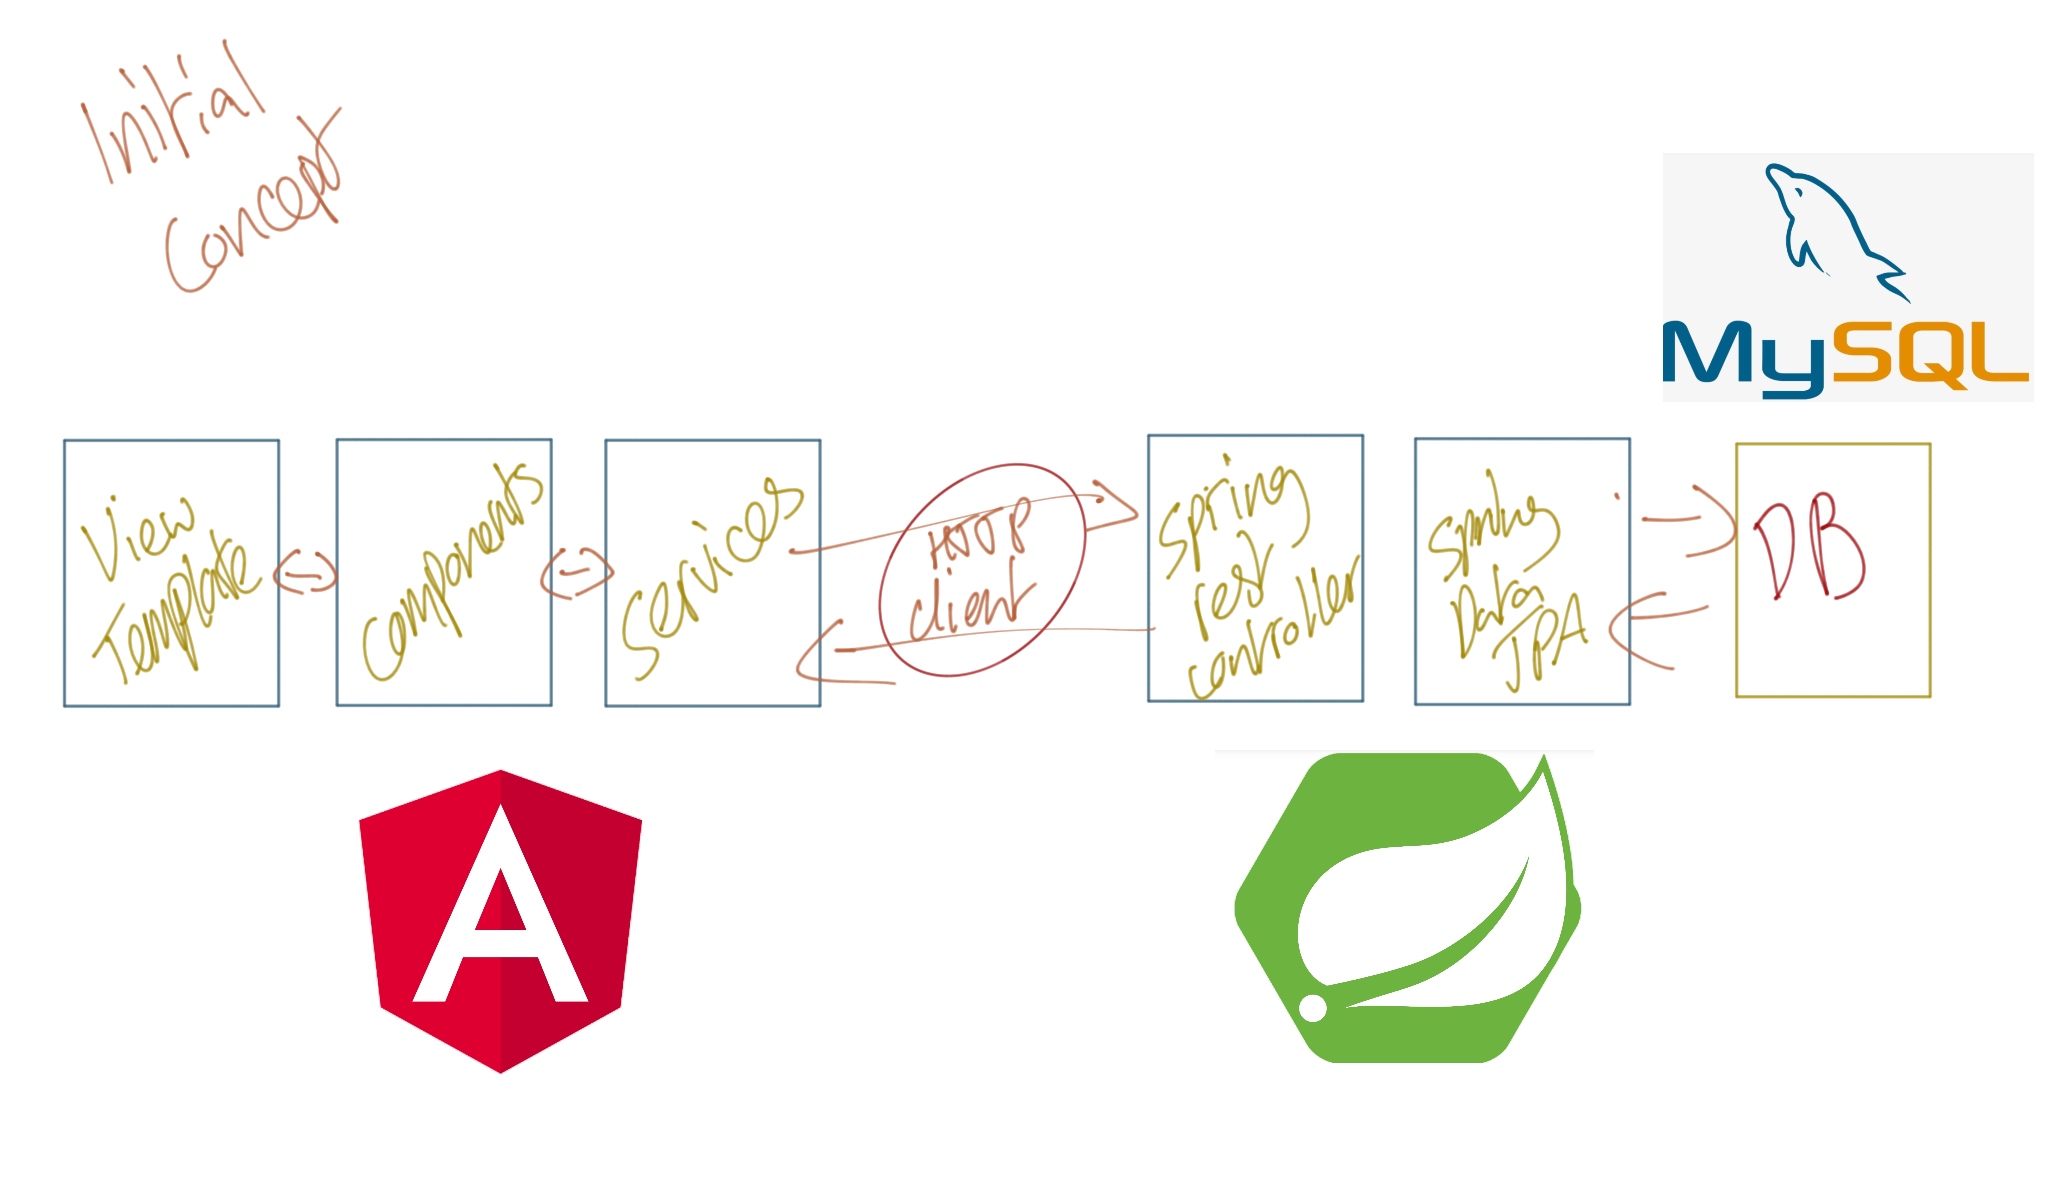 Initial
Concept
MySQL
View
Template
Components
Services
HTTP
client
Spring
rest
controller
Spring
Data
JPA
DB